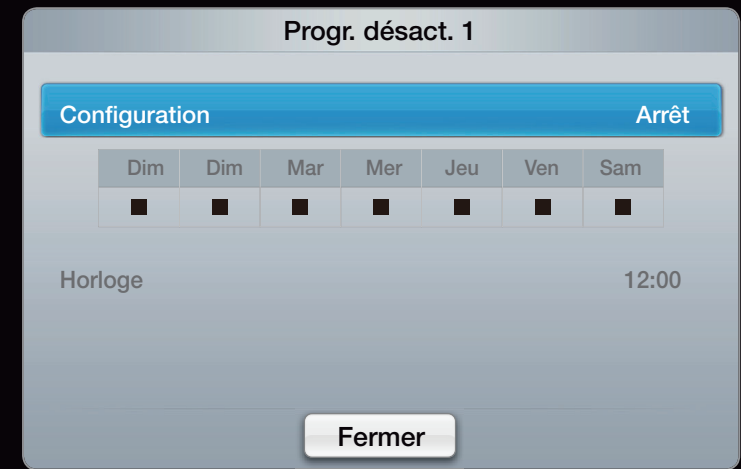 Progr. désact. 1
Configuration Arrêt
Dim Dim Mar Mer Jeu Ven Sam
Horloge 12:00
Fermer